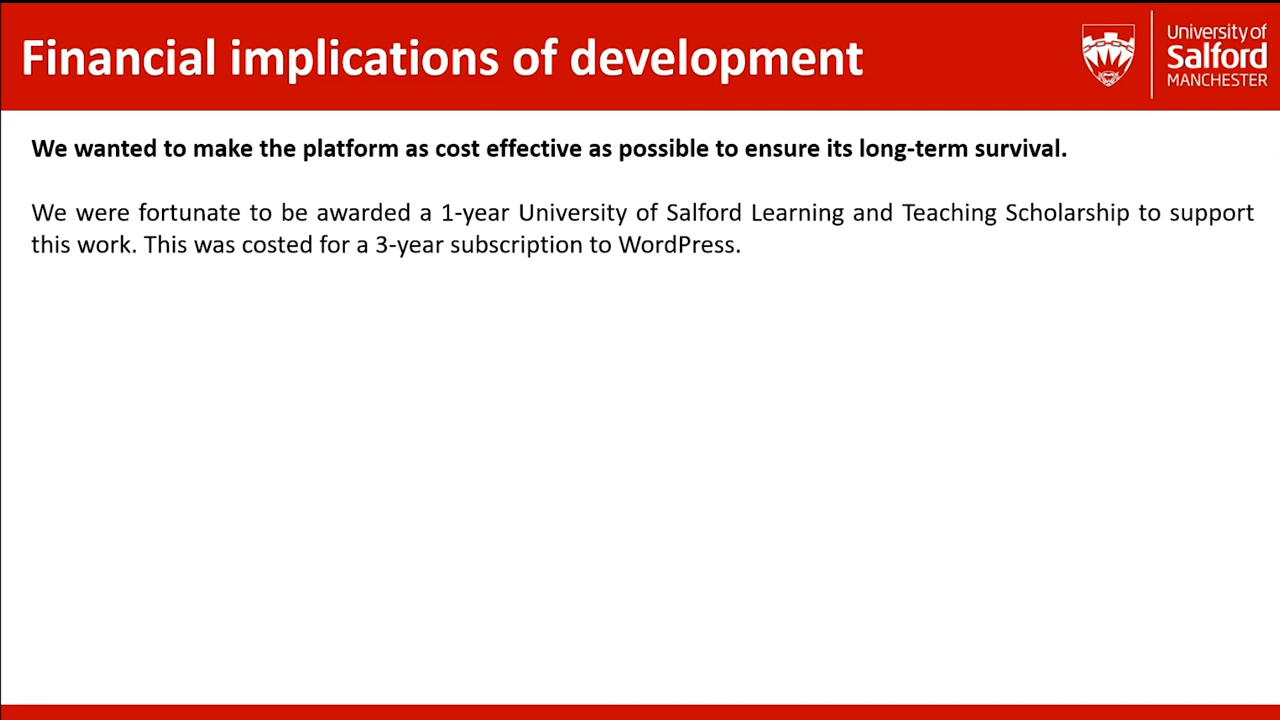 Financial implications of development
University of
Salford
MANCHESTER
We wanted to make the platform as cost effective as possible to ensure its long-term survival.
We were fortunate to be awarded a 1-year University of Salford Learning and Teaching Scholarship to support
this work. This was costed for a 3-year subscription to WordPress.